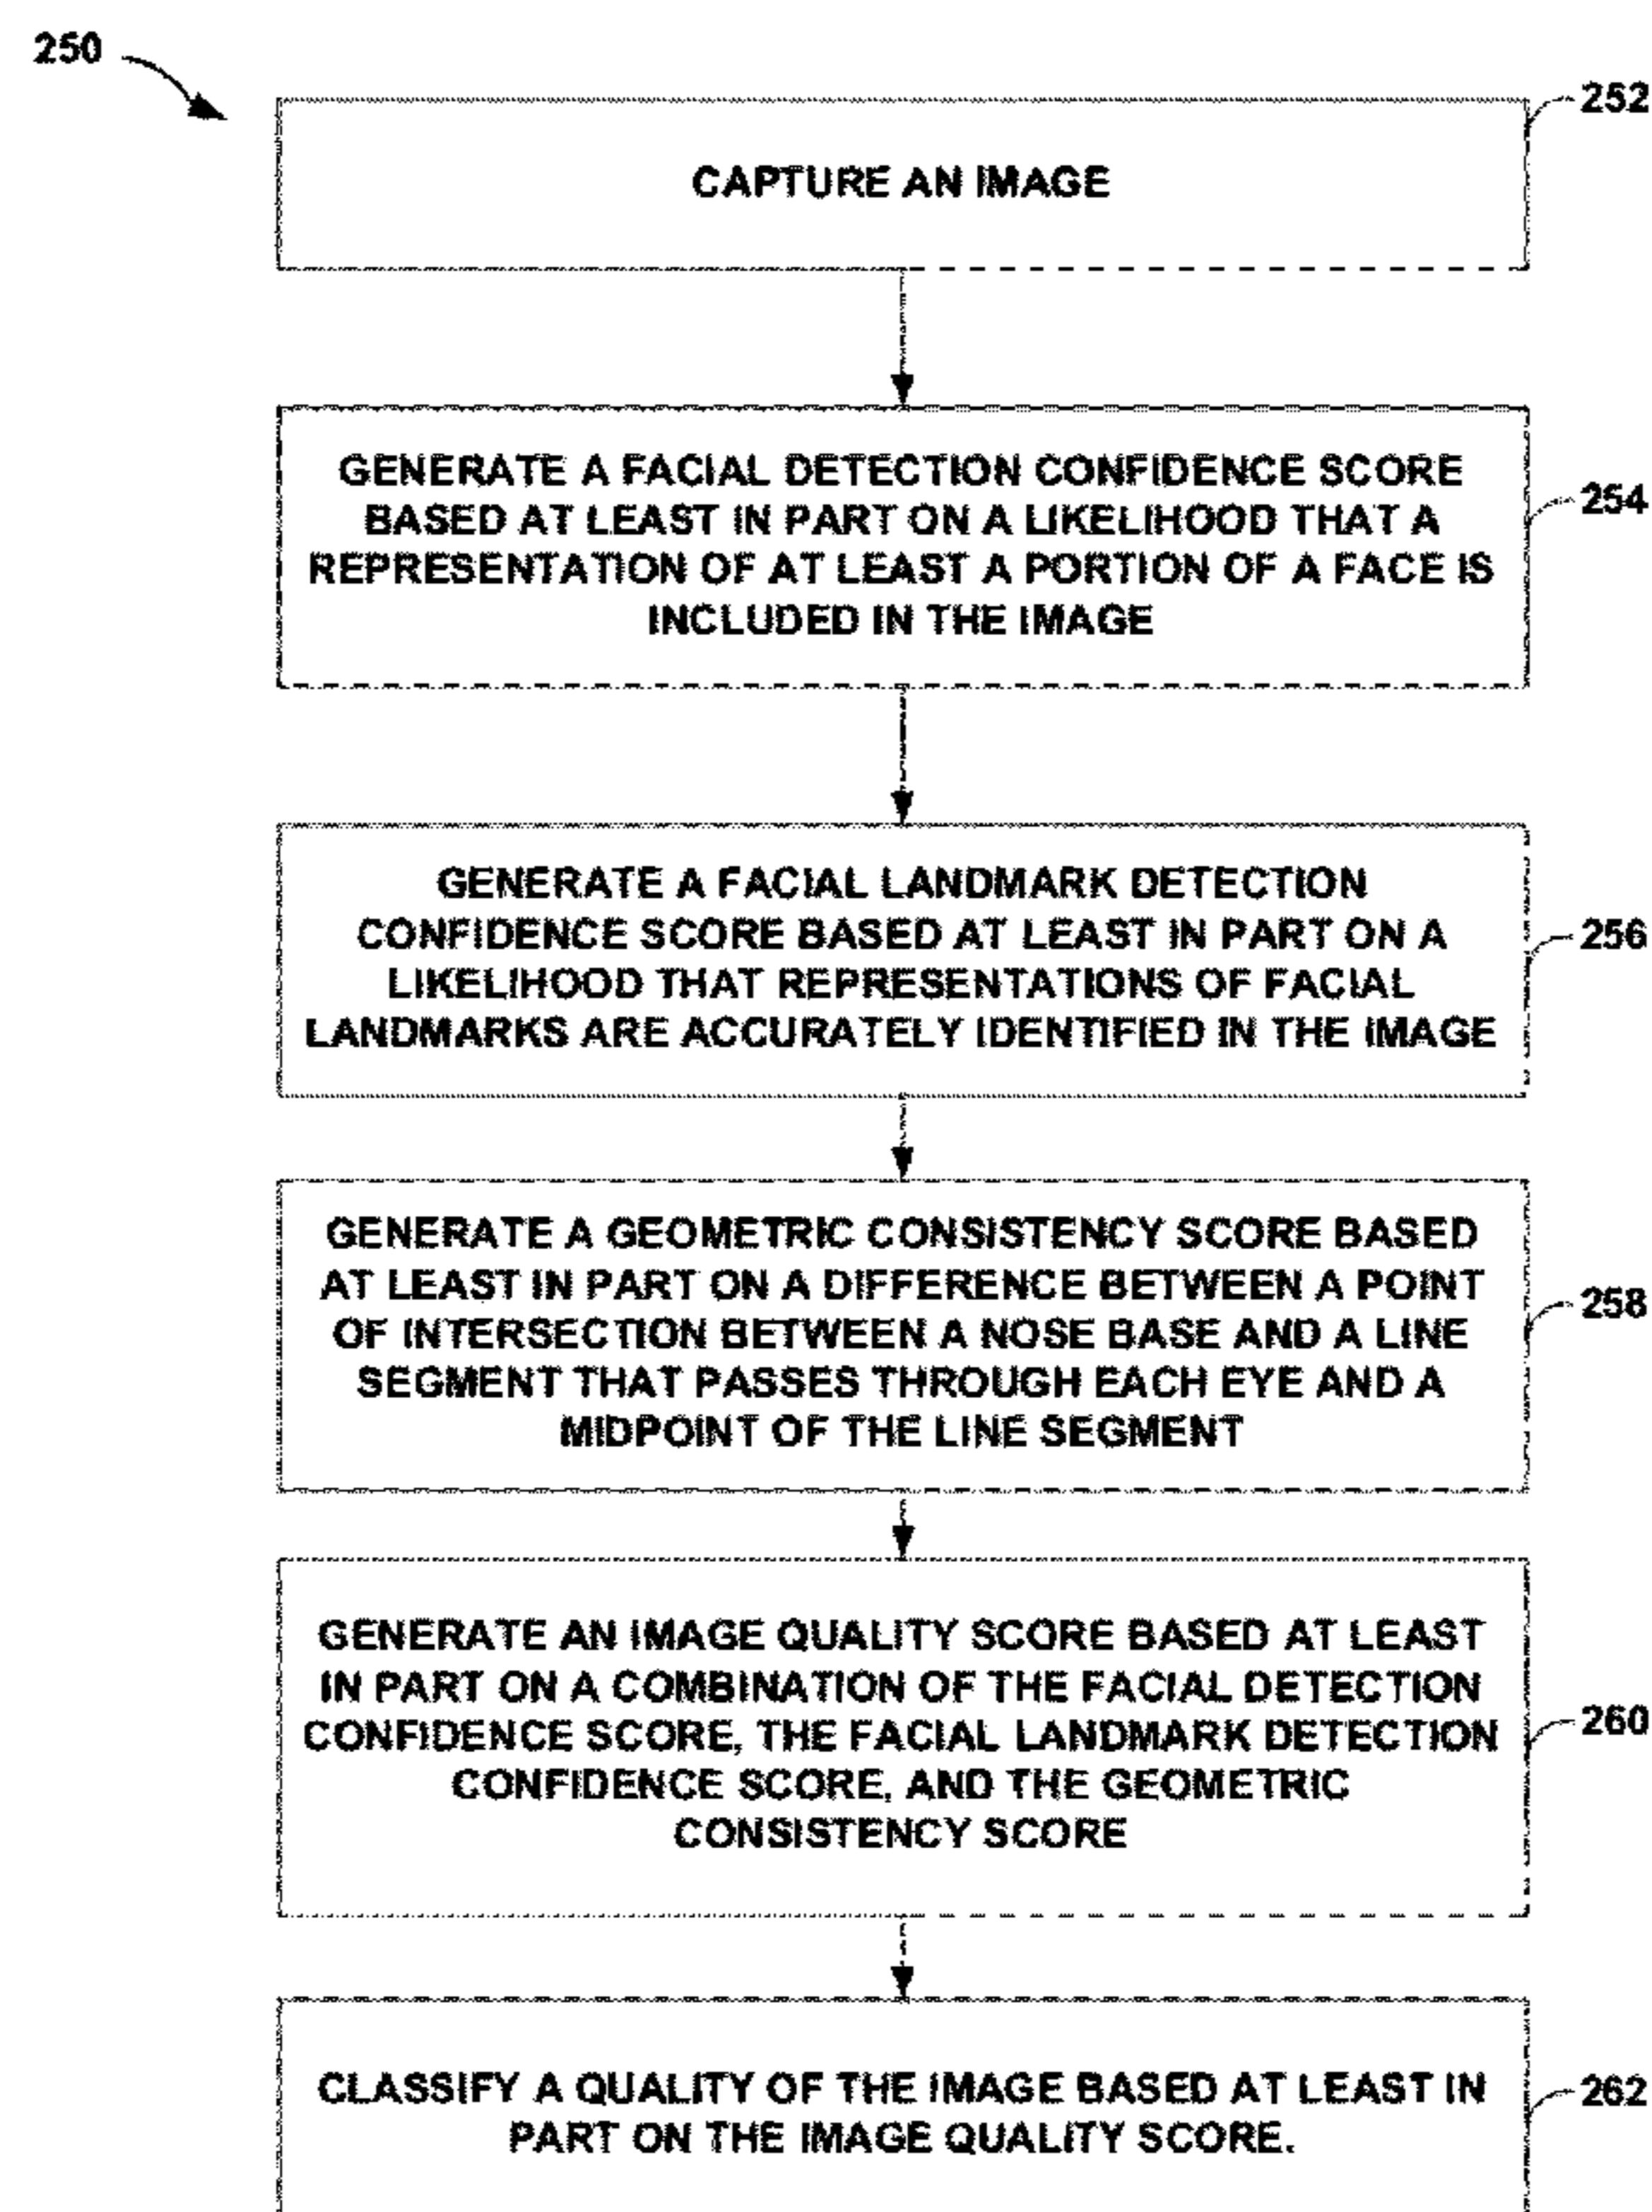 250
252
CAPTURE AN IMAGE
GENERATE A FACIAL DETECTION CONFIDENCE SCORE
BASED AT LEAST IN PART ON A LIKELIHOOD THAT A
REPRESENTATION OF AT LEAST A PORTION OF A FACE IS
INCLUDED IN THE IMAGE
254
GENERATE A FACIAL LANDMARK DETECTION
CONFIDENCE SCORE BASED AT LEAST IN PART ON A
LIKELIHOOD THAT REPRESENTATIONS OF FACIAL
LANDMARKS ARE ACCURATELY IDENTIFIED IN THE IMAGE
256
GENERATE A GEOMETRIC CONSISTENCY SCORE BASED
AT LEAST IN PART ON A DIFFERENCE BETWEEN A POINT
OF INTERSECTION BETWEEN A NOSE BASE AND A LINE
SEGMENT THAT PASSES THROUGH EACH EYE AND A
MIDPOINT OF THE LINE SEGMENT
258
GENERATE AN IMAGE QUALITY SCORE BASED AT LEAST
IN PART ON A COMBINATION OF THE FACIAL DETECTION
CONFIDENCE SCORE, THE FACIAL LANDMARK DETECTION
CONFIDENCE SCORE, AND THE GEOMETRIC
CONSISTENCY SCORE
260
CLASSIFY A QUALITY OF THE IMAGE BASED AT LEAST IN
PART ON THE IMAGE QUALITY SCORE.
262